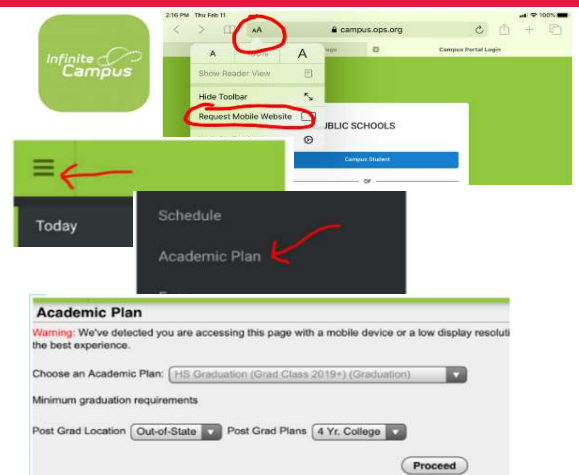 2:16 PM Thu Feb 11
100%
AA
campus.ops.org
Infinite
Campus
A 100% A
Campus Portal Login
Show Reader View
Hide Toolbar
Request Mobile Website
PUBLIC SCHOOLS
Campus Student
or
Today
Schedule
Academic Plan
Academic Plan
Warning: We've detected you are accessing this page with a mobile device or a low display resoluti
the best experience.
Choose an Academic Plan: HS Graduation (Grad Class 2019+) (Graduation)
Minimum graduation requirements
Post Grad Location Out-of-State Post Grad Plans 4 Yr. College
Proceed